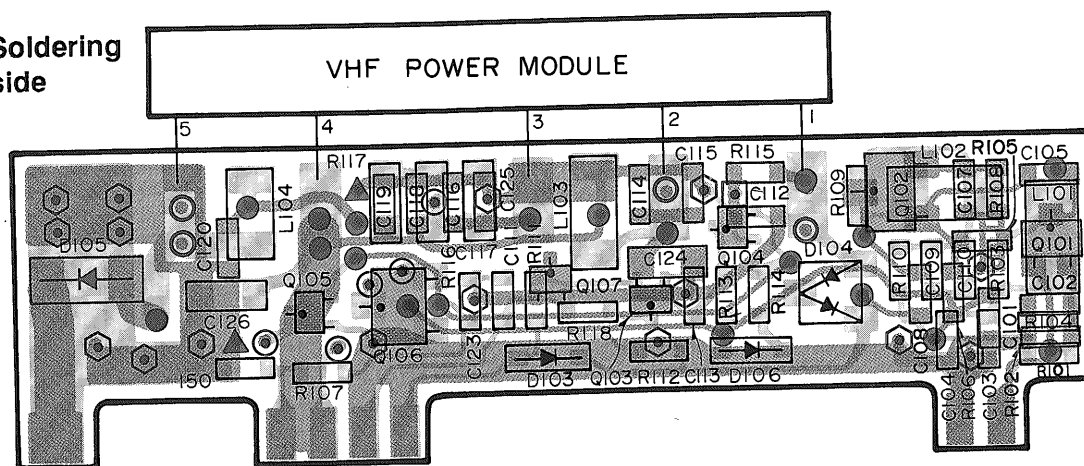 Soldering
side
VHF POWER MODULE
5 4 3 2 1
R117 C115 R115 L102 R105 C105
L104 C119 C118 C116 C125 L103 C114 C112 R109 Q102 C107 R108 L101
D105 C120 Q105 R116 C117 R111 C124 Q104 D104 R110 C109 R103 Q101
Q107 R113 R114 C102
C126 Q106 C123 R118 C108 C101 R104
150 R107 D103 Q103 R112 C113 D106 C104 R106 C103 R102 R101